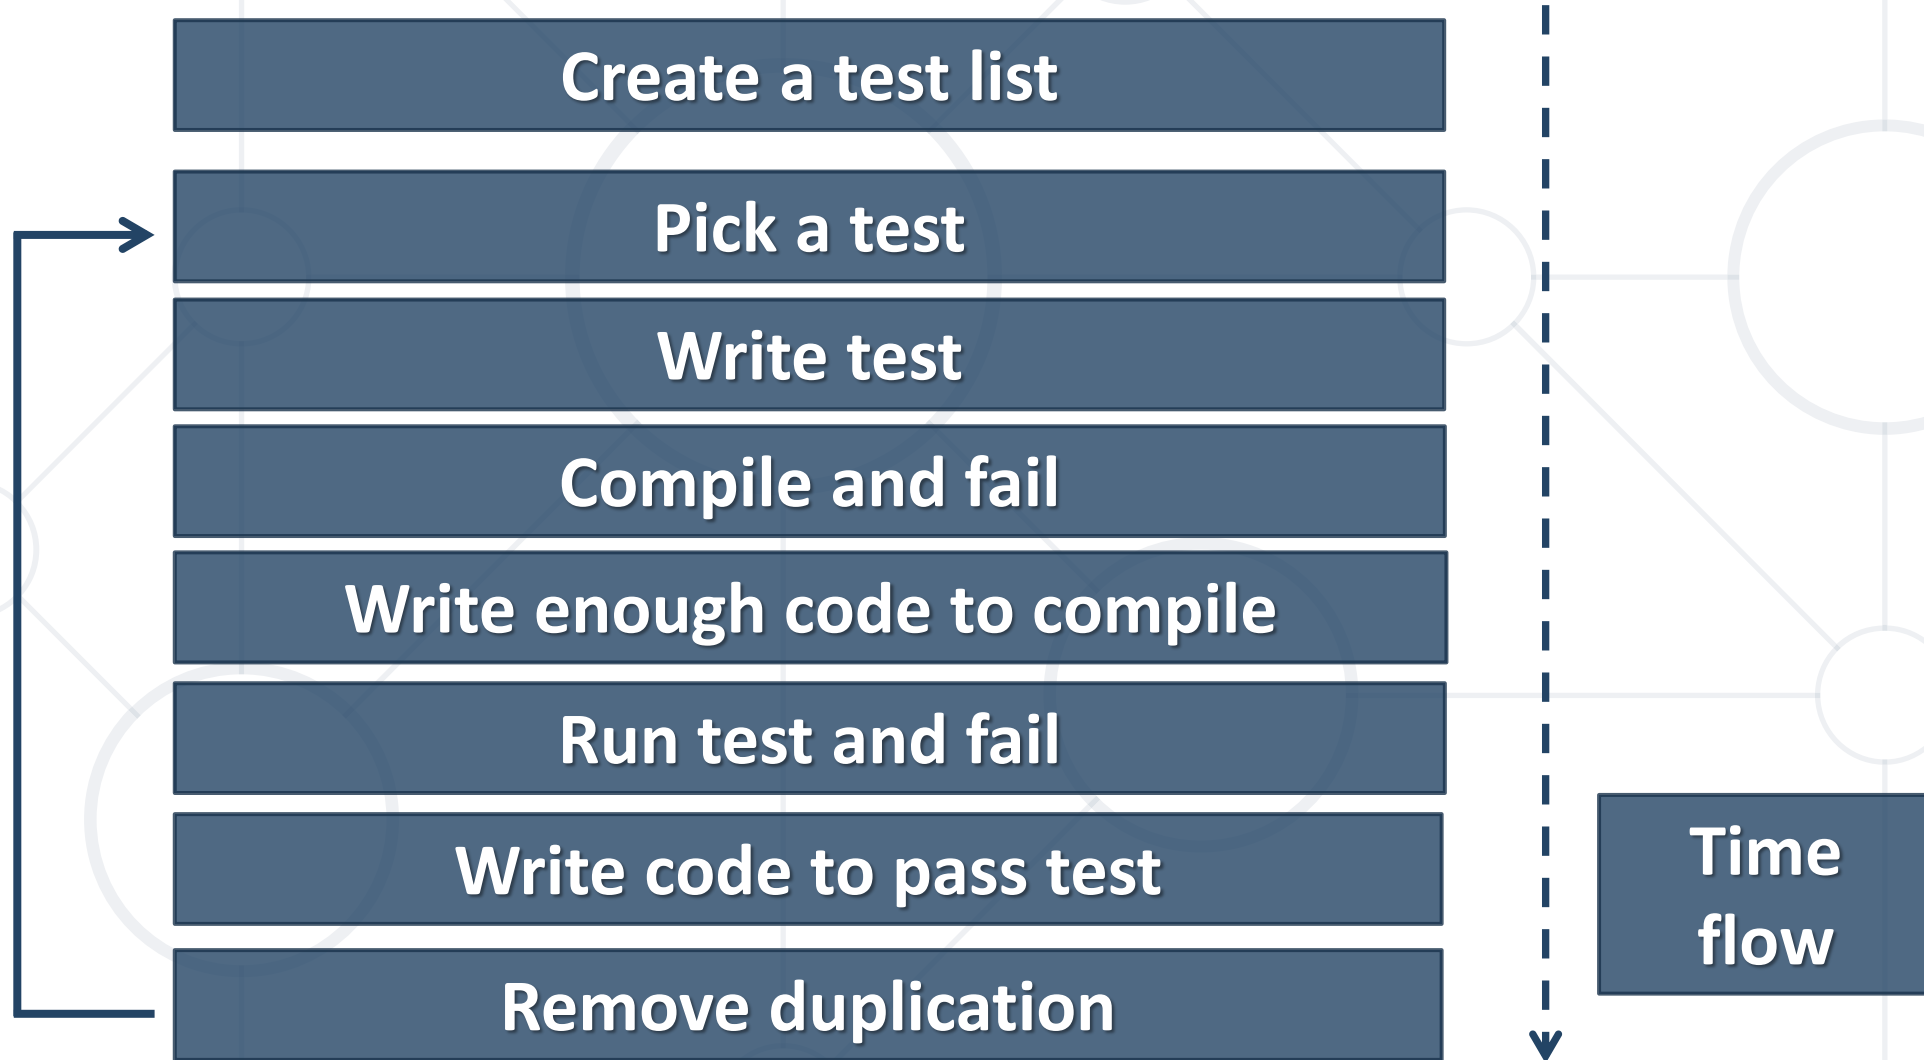 Create a test list
Pick a test
Write test
Compile and fail
Write enough code to compile
Run test and fail
Write code to pass test
Remove duplication
Time
flow